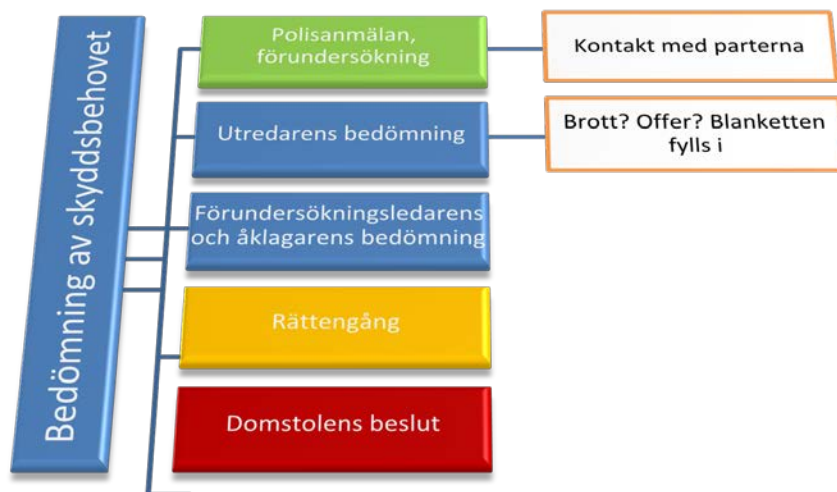 Bedömning av skyddsbehovet
Polisanmälan,
förundersökning
Kontakt med parterna
Utredarens bedömning
Brott? Offer? Blanketten
fylls i
Förundersökningsledarens
och åklagarens bedömning
Rättengång
Domstolens beslut